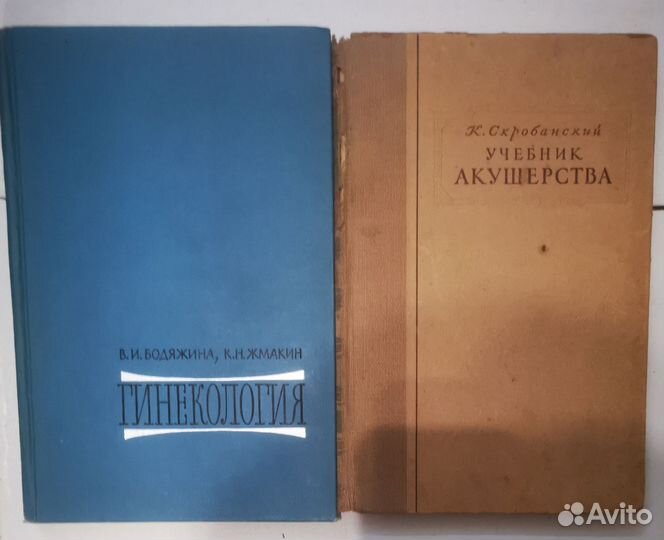 В.И.БОДЯЖИНА, К.Н.ЖМАКИН
ГИНЕКОЛОГИЯ
К. Скробанский
УЧЕБНИК
АКУШЕРСТВА
Avito